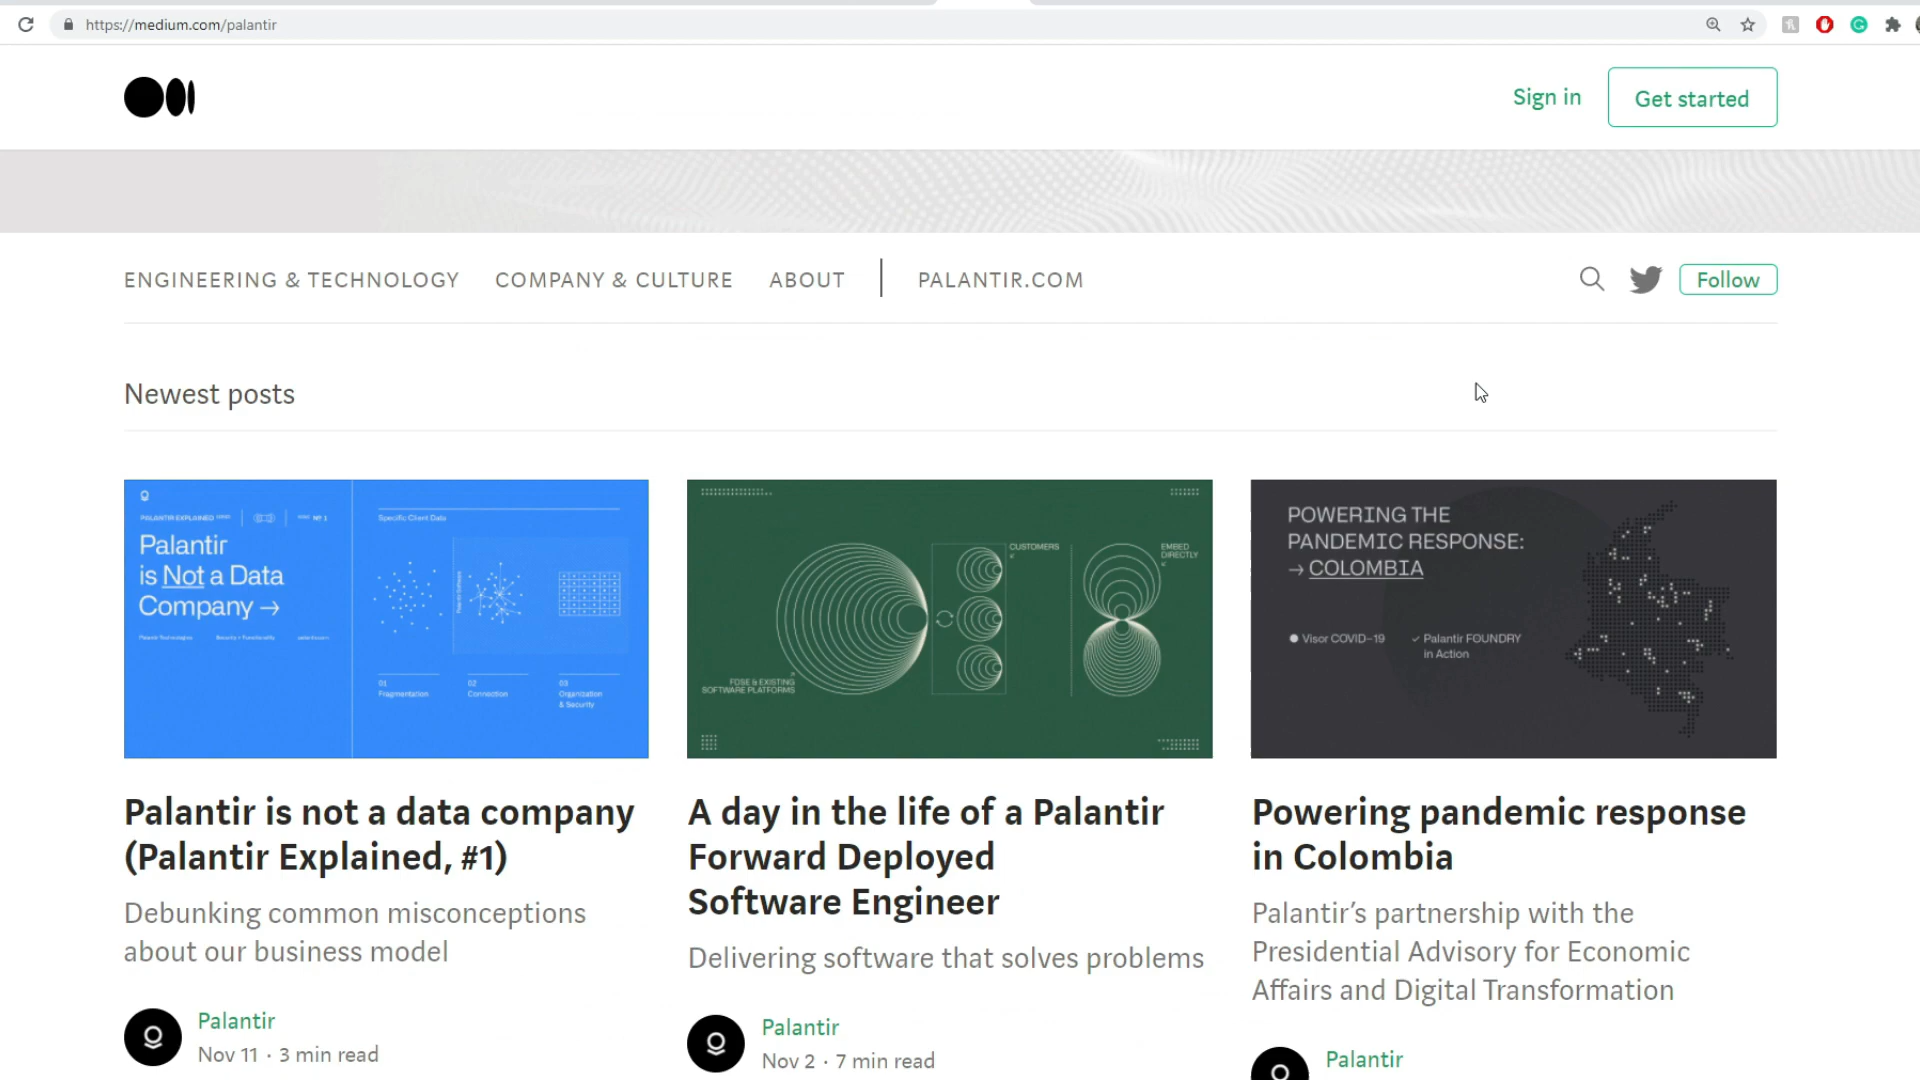 https://medium.com/palantir
Sign in
Get started
ENGINEERING & TECHNOLOGY
COMPANY & CULTURE
ABOUT
PALANTIR.COM
Follow
Newest posts
PALANTIR EXPLAINED
Nº 1
Palantir
is Not a Data
Company →
Palantir Technologies
Specific Client Data
01
Fragmentation
02
Connection
03
Organization
& Security
CUSTOMERS
EMBED
DIRECTLY
FDSE & EXISTING
SOFTWARE PLATFORMS
POWERING THE
PANDEMIC RESPONSE:
→ COLOMBIA
Visor COVID-19
Palantir FOUNDRY
in Action
Palantir is not a data company
(Palantir Explained, #1)
Debunking common misconceptions
about our business model
Palantir
Nov 11 · 3 min read
A day in the life of a Palantir
Forward Deployed
Software Engineer
Delivering software that solves problems
Palantir
Nov 2 · 7 min read
Powering pandemic response
in Colombia
Palantir’s partnership with the
Presidential Advisory for Economic
Affairs and Digital Transformation
Palantir